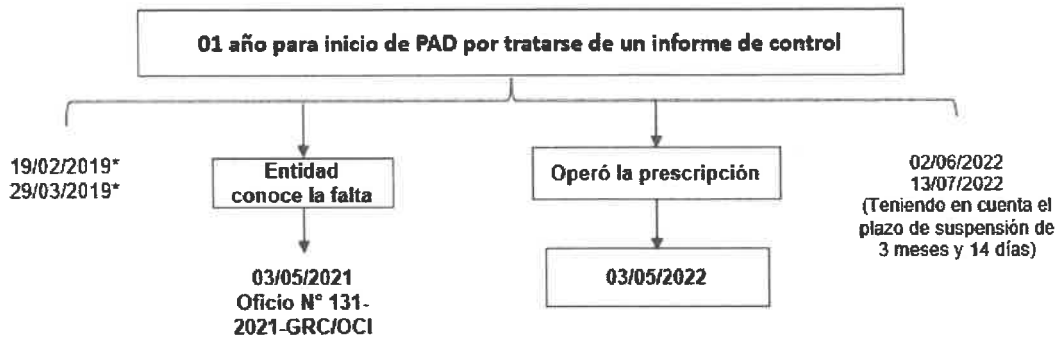 01 año para inicio de PAD por tratarse de un informe de control
19/02/2019*
29/03/2019*
Entidad
conoce la falta
03/05/2021
Oficio N° 131-
2021-GRC/OCI
Operó la prescripción
03/05/2022
02/06/2022
13/07/2022
(Teniendo en cuenta el
plazo de suspensión de
3 meses y 14 días)